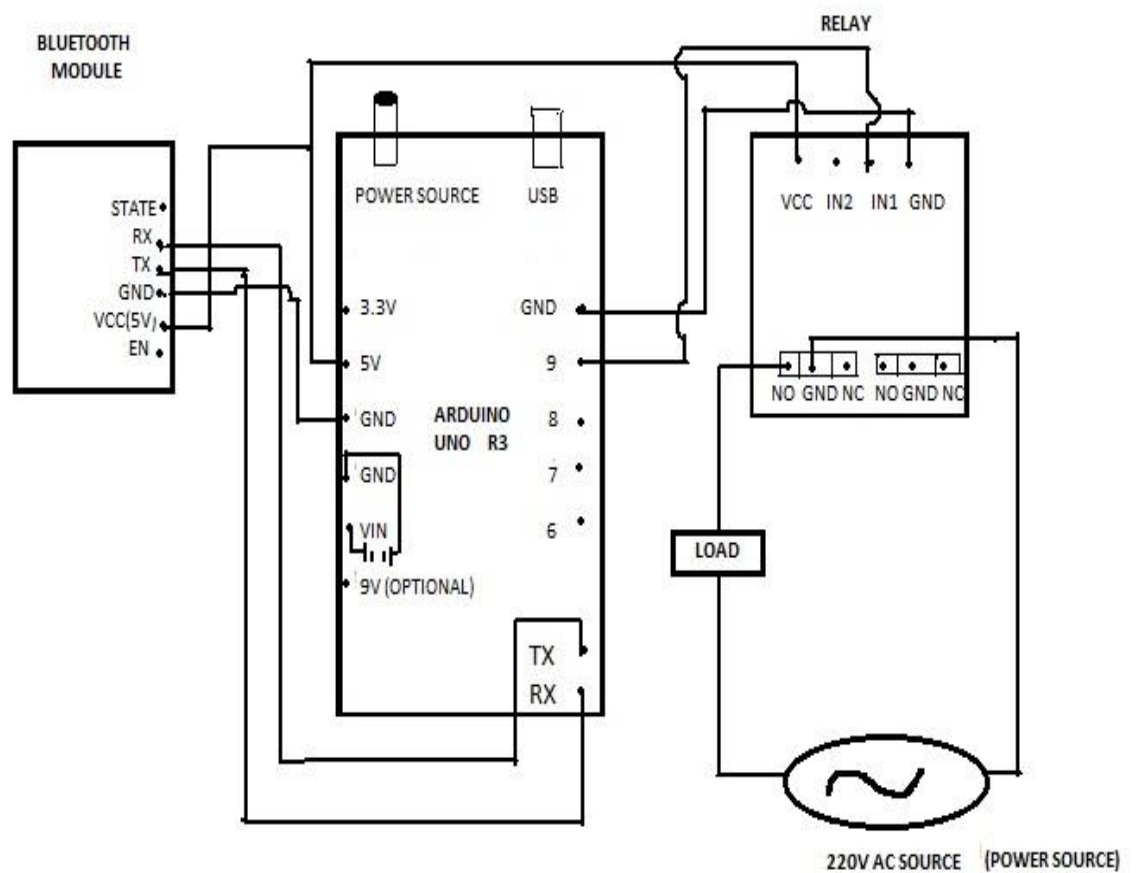 RELAY
BLUETOOTH
MODULE
POWER SOURCE
USB
VCC IN2 IN1 GND
STATE
RX
TX
GND
VCC(5V)
EN
3.3V
5V
GND
GND
VIN
9V (OPTIONAL)
ARDUINO
UNO R3
GND
9
8
7
6
TX
RX
NO GND NC NO GND NC
LOAD
220V AC SOURCE (POWER SOURCE)